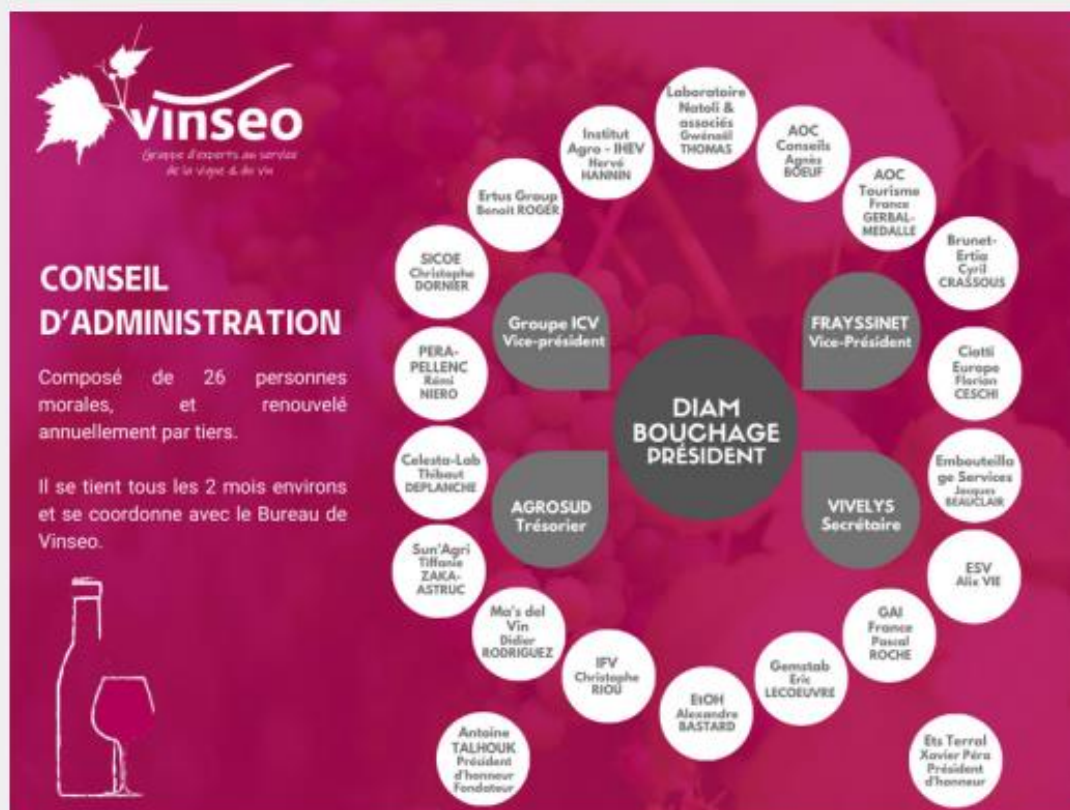 vinseo
Groupe d'experts au service
de la vigne & du vin
CONSEIL
D'ADMINISTRATION
Composé de 26 personnes
morales, et renouvelé
annuellement par tiers.
Il se tient tous les 2 mois environs
et se coordonne avec le Bureau de
Vinseo.
DIAM
BOUCHAGE
PRÉSIDENT
Groupe ICV
Vice-président
FRAYSSINET
Vice-Président
AGROSUD
Trésorier
VIVELYS
Secrétaire
Laboratoire
Natoli &
associés
Gwénaël
THOMAS
AOC
Conseils
Agnès
BOEUF
AOC
Tourisme
France
GERBAL-
MEDALLE
Brunet-
Ertia
Cyril
CRASSOUS
Ciatti
Europe
Florian
CESCHI
Embouteilla
ge Services
Jacques
BEAUCLAIR
ESV
Alix VIE
GAI
France
Pascal
ROCHE
Gemstab
Eric
LECOEUVRE
EtOH
Alexandre
BASTARD
IFV
Christophe
RIOU
Ma's del
Vin
Didier
RODRIGUEZ
Sun'Agri
Tiffanie
ZAKA-
ASTRUC
Celesta-Lab
Thibaut
DEPLANCHE
PERA-
PELLENC
Rémi
NIERO
SICOE
Christophe
DORNIER
Ertus Group
Benoit ROGER
Institut
Agro - IHEV
Hervé
HANNIN
Antoine
TALHOUK
Président
d'honneur
Fondateur
Ets Terral
Xavier Péra
Président
d'honneur